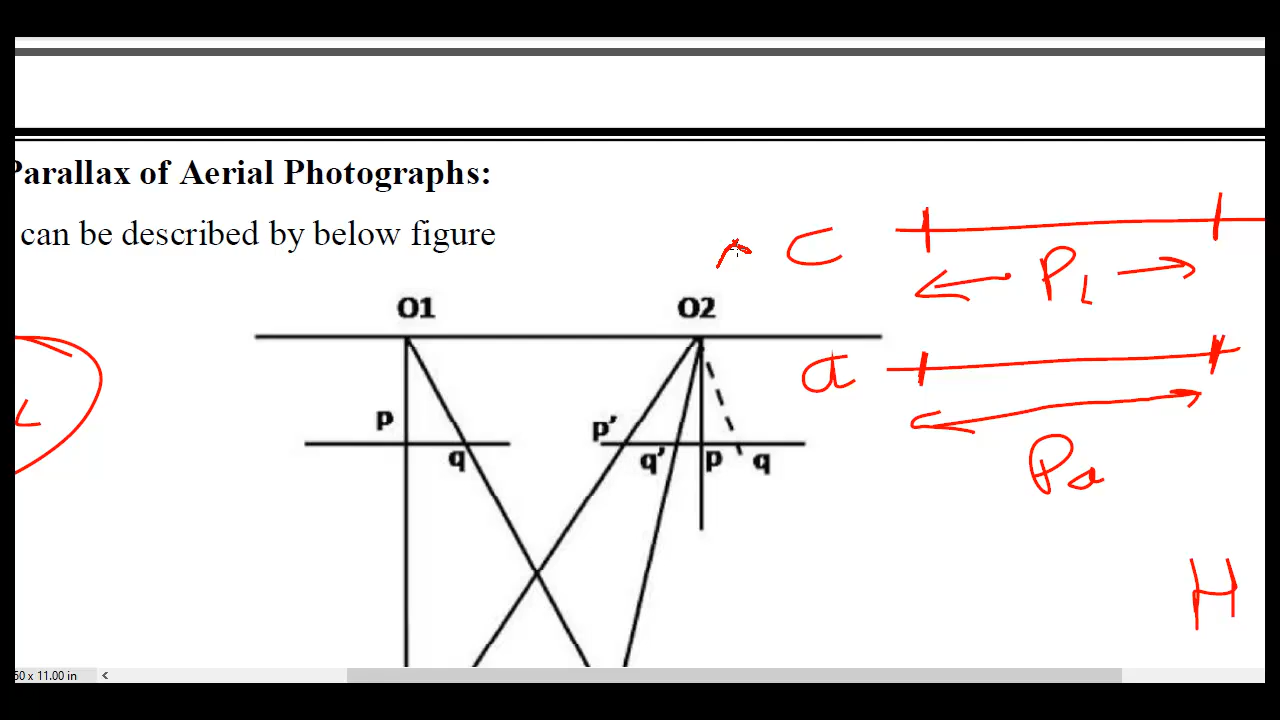 Parallax of Aerial Photographs:
can be described by below figure
C
P
O1 O2
d
p p′
q q′ p q
P
H
50 x 11.00 in